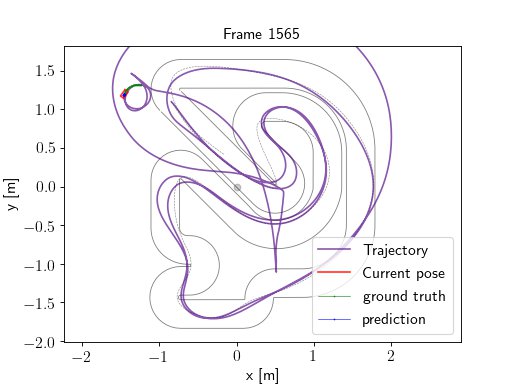 Frame 1565
y [m]
1.5
1.0
0.5
0.0
−0.5
−1.0
−1.5
−2.0
Trajectory
Current pose
ground truth
prediction
−2
−1
0
1
2
x [m]